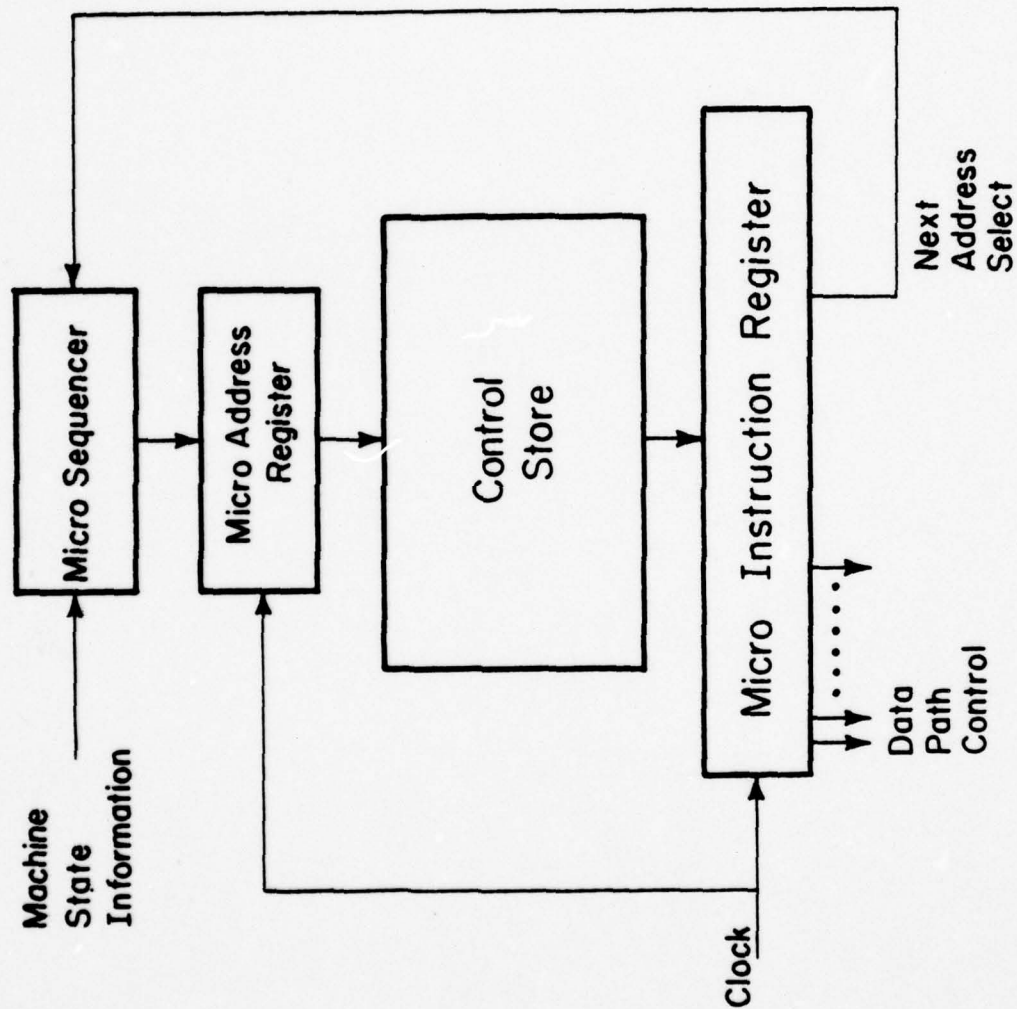 Machine
State
Information
Micro Sequencer
Micro Address
Register
Control
Store
Clock
Micro Instruction Register
Data
Path
Control
Next
Address
Select